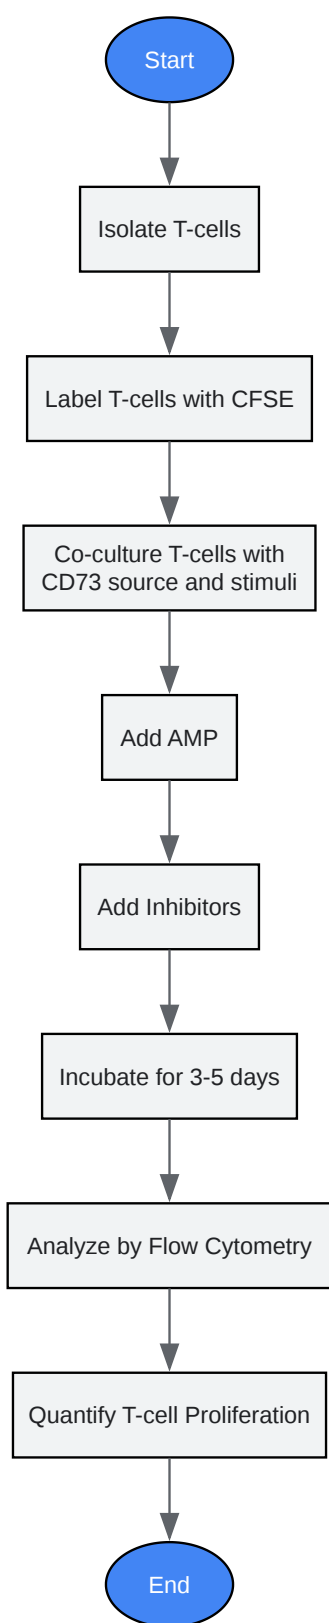 Start
Isolate T-cells
Label T-cells with CFSE
Co-culture T-cells with
CD73 source and stimuli
Add AMP
Add Inhibitors
Incubate for 3-5 days
Analyze by Flow Cytometry
Quantify T-cell Proliferation
End